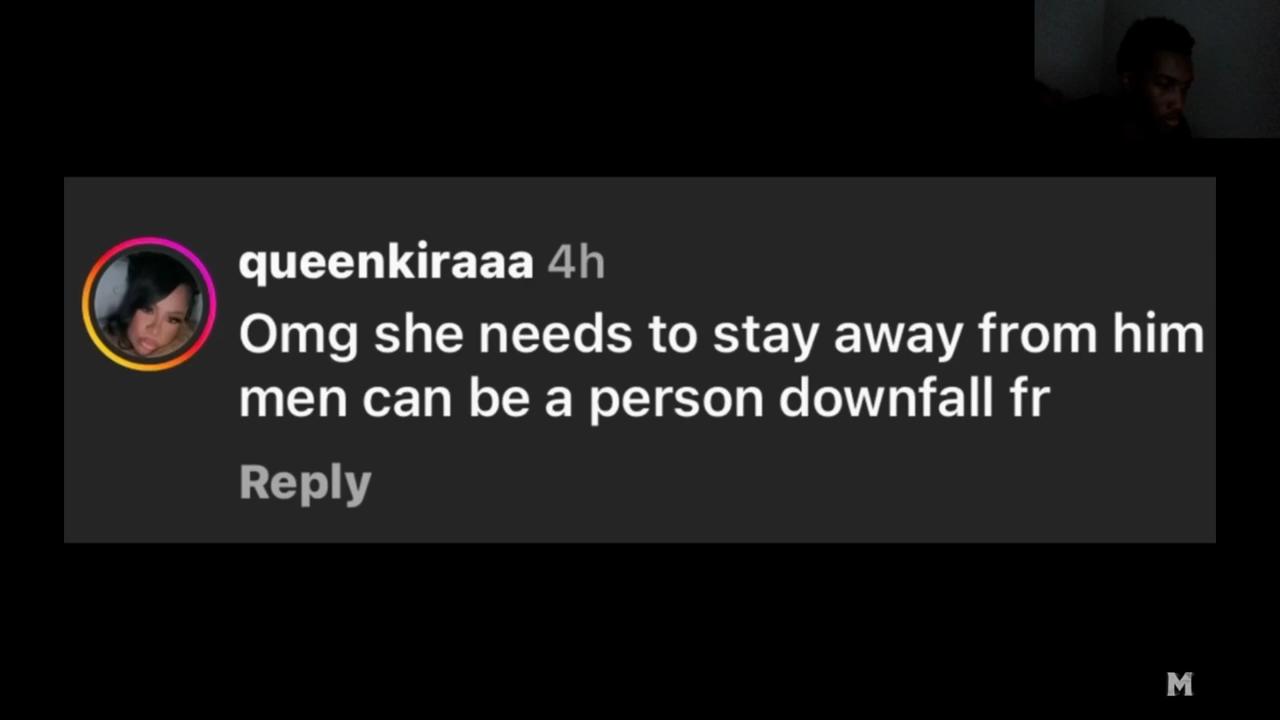 queenkiraaa 4h
Omg she needs to stay away from him
men can be a person downfall fr
Reply
M